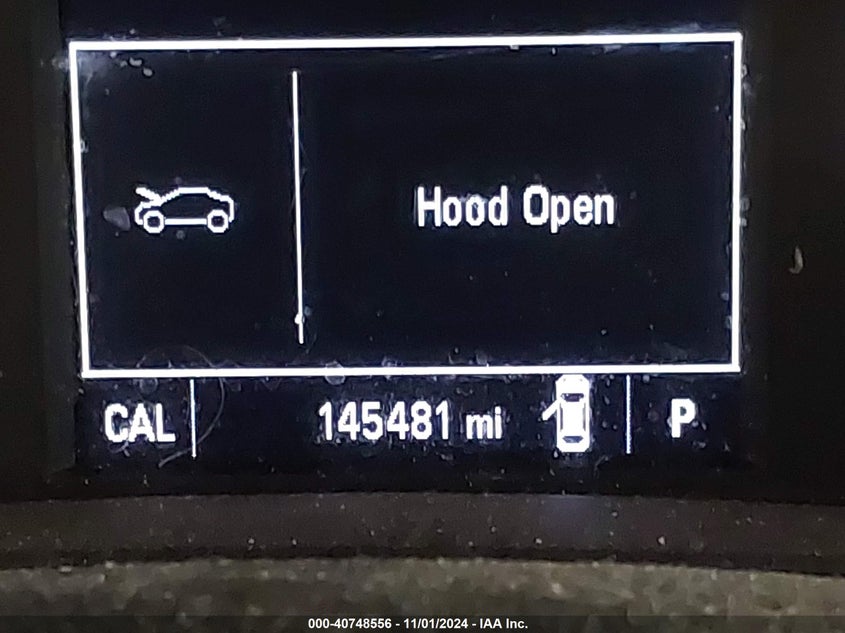 Hood Open
CAL 145481 mi P
000-40748556 - 11/01/2024 - IAA Inc.